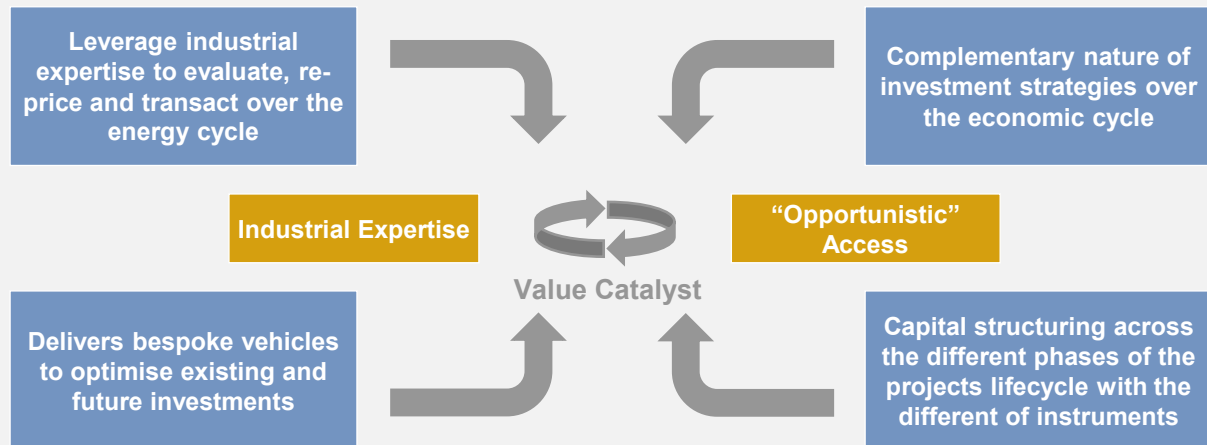 Leverage industrial
expertise to evaluate, re-
price and transact over the
energy cycle
Complementary nature of
investment strategies over
the economic cycle
Industrial Expertise
“Opportunistic”
Access
Value Catalyst
Delivers bespoke vehicles
to optimise existing and
future investments
Capital structuring across
the different phases of the
projects lifecycle with the
different of instruments